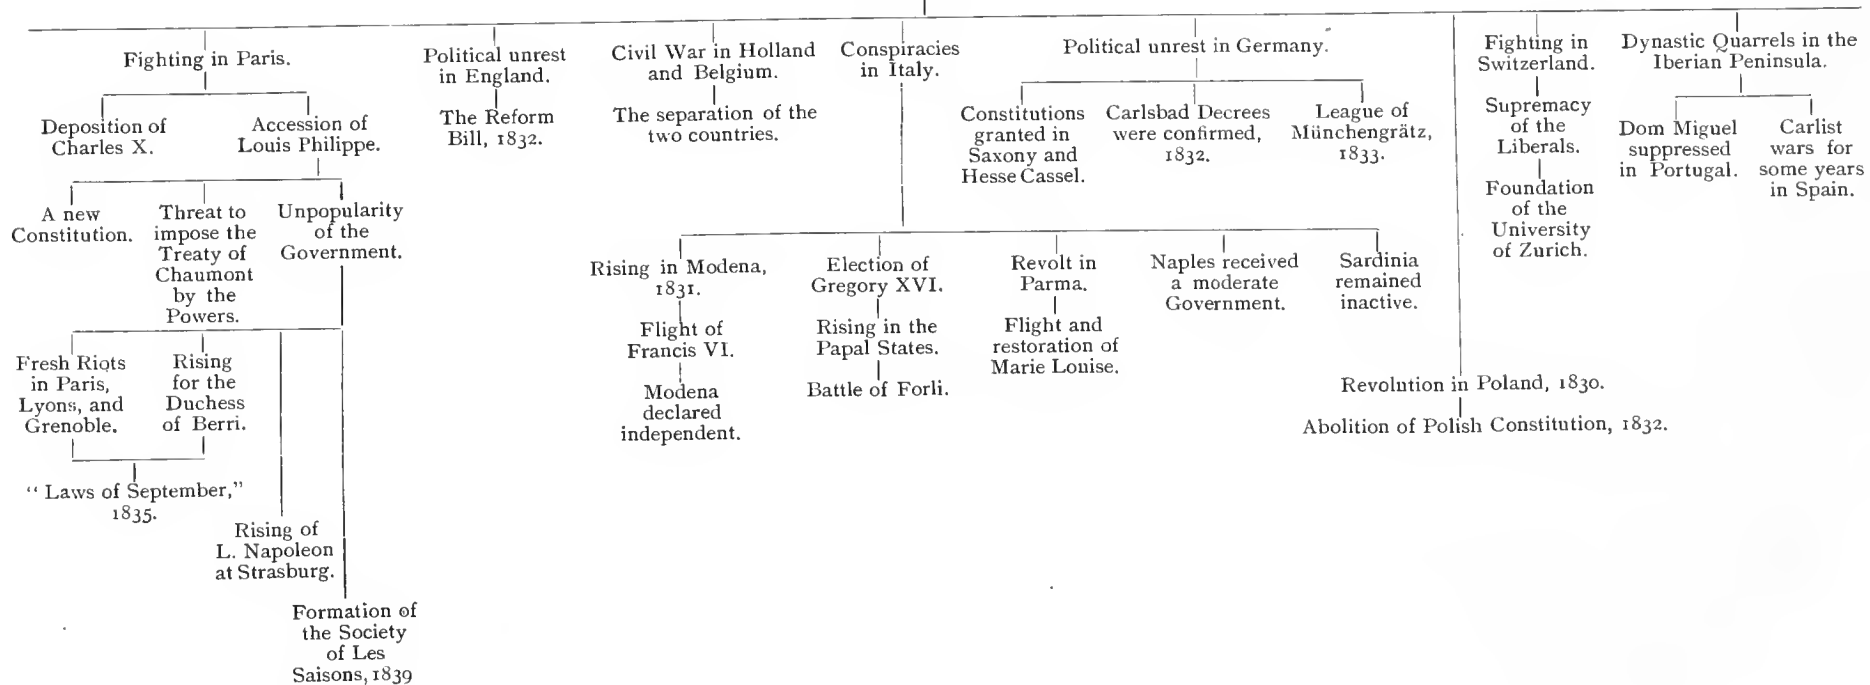 Fighting in Paris.
Deposition of
Charles X.
Accession of
Louis Philippe.
A new
Constitution.
Threat to
impose the
Treaty of
Chaumont
by the
Powers.
Unpopularity
of the
Government.
Fresh Riots
in Paris,
Lyons, and
Grenoble.
Rising
for the
Duchess
of Berri.
“ Laws of September,”
1835.
Rising of
L. Napoleon
at Strasburg.
Formation of
the Society
of Les
Saisons, 1839
Political unrest
in England.
The Reform
Bill, 1832.
Civil War in Holland
and Belgium.
The separation of the
two countries.
Conspiracies
in Italy.
Rising in Modena,
1831.
Flight of
Francis VI.
Modena
declared
independent.
Election of
Gregory XVI.
Rising in the
Papal States.
Battle of Forli.
Revolt in
Parma.
Flight and
restoration of
Marie Louise.
Naples received
a moderate
Government.
Sardinia
remained
inactive.
Political unrest in Germany.
Constitutions
granted in
Saxony and
Hesse Cassel.
Carlsbad Decrees
were confirmed,
1832.
League of
Münchengrätz,
1833.
Revolution in Poland, 1830.
Abolition of Polish Constitution, 1832.
Fighting in
Switzerland.
Supremacy
of the
Liberals.
Foundation
of the
University
of Zurich.
Dynastic Quarrels in the
Iberian Peninsula.
Dom Miguel
suppressed
in Portugal.
Carlist
wars for
some years
in Spain.